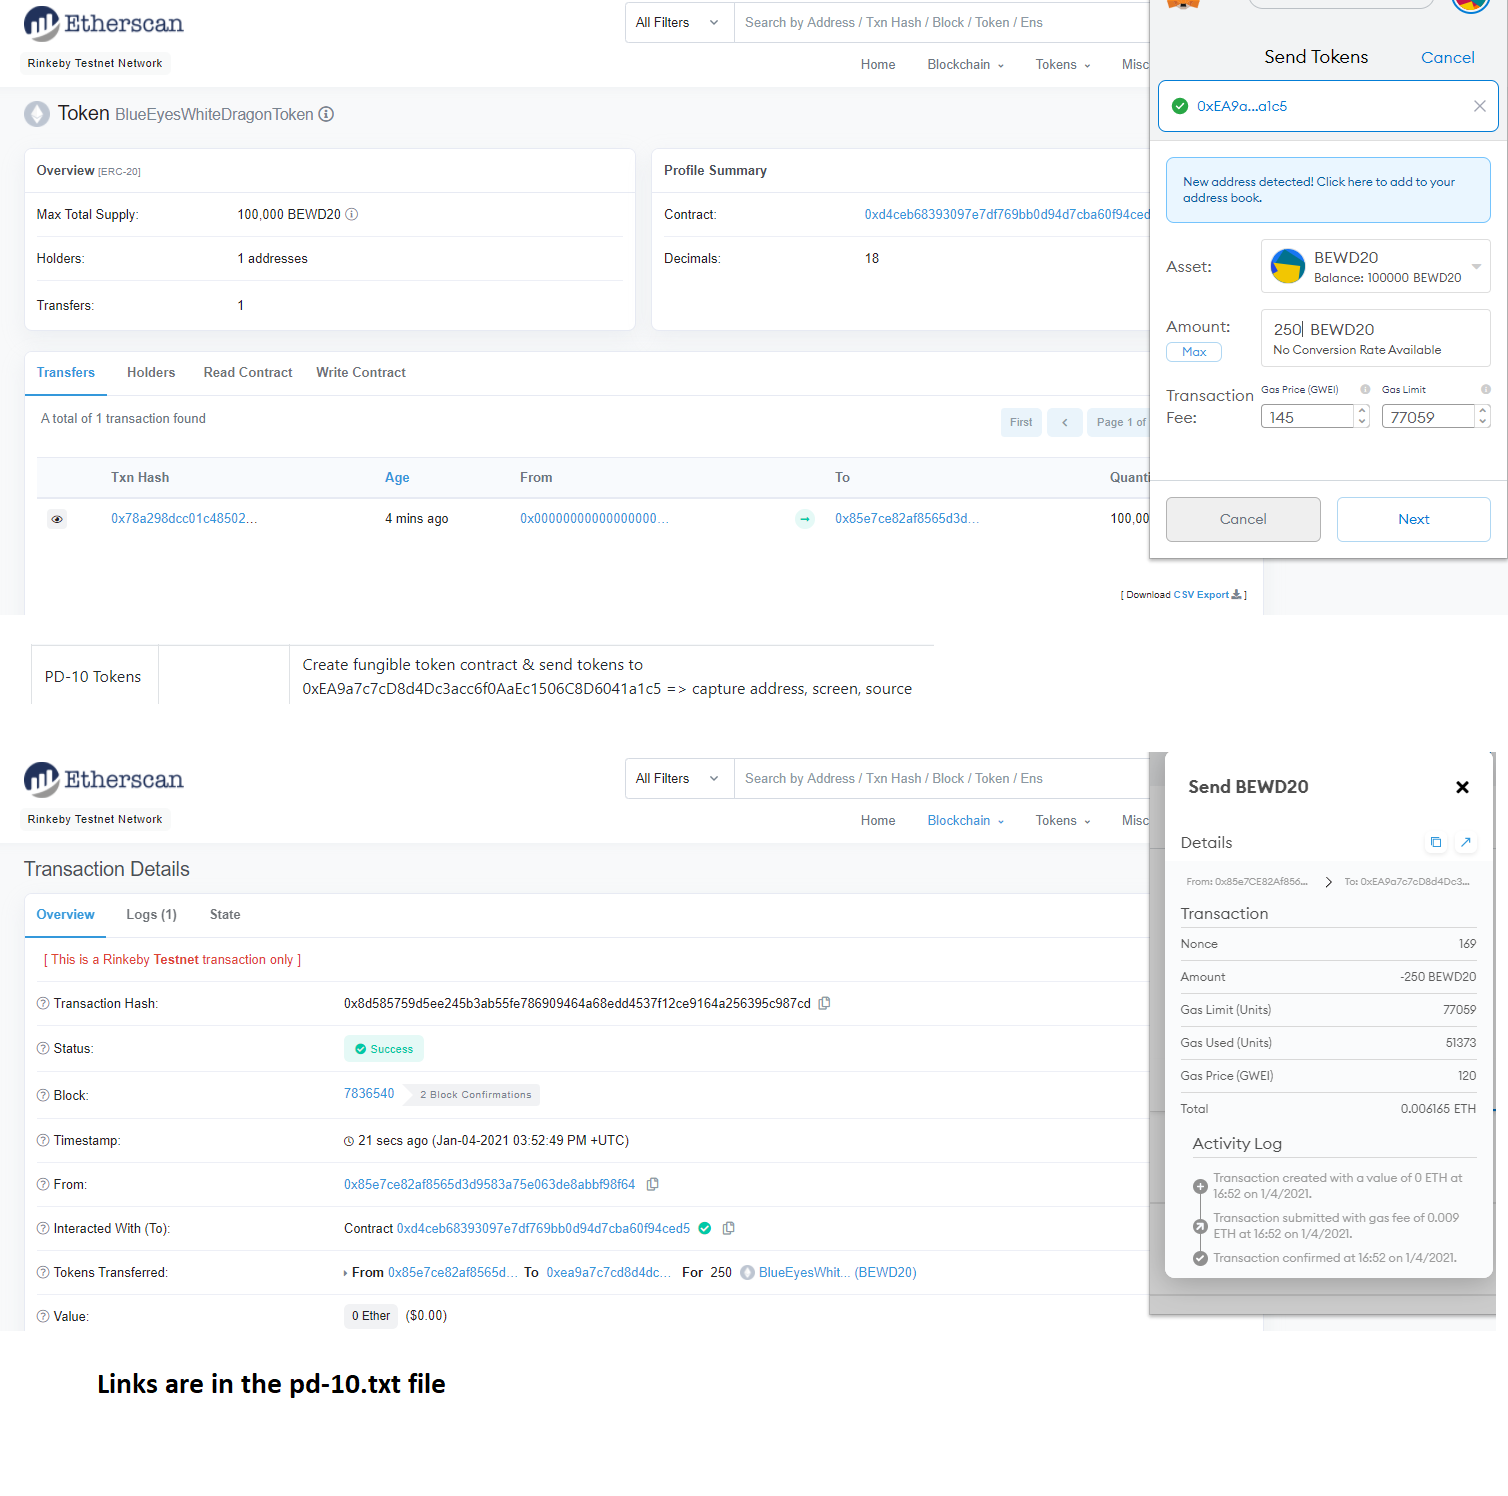 Etherscan
All Filters
Search by Address / Txn Hash / Block / Token / Ens
Rinkeby Testnet Network
Home
Blockchain
Tokens
Misc
Token BlueEyesWhiteDragonToken
Overview [ERC-20]
Max Total Supply:
100,000 BEWD20
Holders:
1 addresses
Transfers:
1
Profile Summary
Contract:
0xd4ceb68393097e7df769bb0d94d7cba60f94ced
Decimals:
18
Transfers
Holders
Read Contract
Write Contract
A total of 1 transaction found
First
Page 1 of
Txn Hash
Age
From
To
Quanti
0x78a298dcc01c48502...
4 mins ago
0x00000000000000000...
0x85e7ce82af8565d3d...
100,00
[ Download CSV Export ]
Send Tokens
Cancel
0xEA9a...a1c5
New address detected! Click here to add to your
address book.
Asset:
BEWD20
Balance: 100000 BEWD20
Amount:
Max
250 BEWD20
No Conversion Rate Available
Transaction
Fee:
Gas Price (GWEI)
145
Gas Limit
77059
Cancel
Next
PD-10 Tokens
Create fungible token contract & send tokens to
0xEA9a7c7cD8d4Dc3acc6f0AaEc1506C8D6041a1c5 => capture address, screen, source
Etherscan
All Filters
Search by Address / Txn Hash / Block / Token / Ens
Rinkeby Testnet Network
Home
Blockchain
Tokens
Misc
Transaction Details
Overview
Logs (1)
State
[ This is a Rinkeby Testnet transaction only ]
Transaction Hash:
0x8d585759d5ee245b3ab55fe786909464a68edd4537f12ce9164a256395c987cd
Status:
Success
Block:
7836540
2 Block Confirmations
Timestamp:
21 secs ago (Jan-04-2021 03:52:49 PM +UTC)
From:
0x85e7ce82af8565d3d9583a75e063de8abbf98f64
Interacted With (To):
Contract 0xd4ceb68393097e7df769bb0d94d7cba60f94ced5
Tokens Transferred:
From 0x85e7ce82af8565d... To 0xea9a7c7cd8d4dc... For 250 BlueEyesWhit... (BEWD20)
Value:
0 Ether ($0.00)
Send BEWD20
Details
From: 0x85e7CE82Af856...
To: 0xEA9a7c7cD8d4Dc3...
Transaction
Nonce
169
Amount
-250 BEWD20
Gas Limit (Units)
77059
Gas Used (Units)
51373
Gas Price (GWEI)
120
Total
0.006165 ETH
Activity Log
Transaction created with a value of 0 ETH at
16:52 on 1/4/2021.
Transaction submitted with gas fee of 0.009
ETH at 16:52 on 1/4/2021.
Transaction confirmed at 16:52 on 1/4/2021.
Links are in the pd-10.txt file